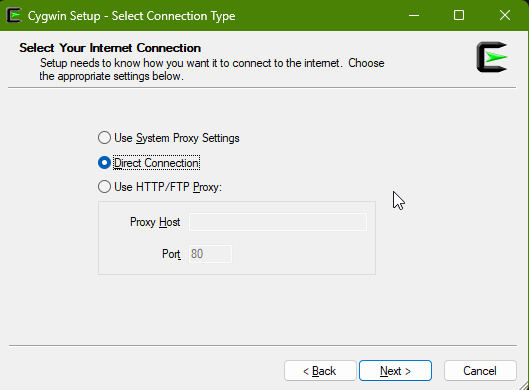 Cygwin Setup - Select Connection Type
Select Your Internet Connection
Setup needs to know how you want it to connect to the internet. Choose
the appropriate settings below.
Use System Proxy Settings
Direct Connection
Use HTTP/FTP Proxy:
Proxy Host
Port 80
< Back Next > Cancel